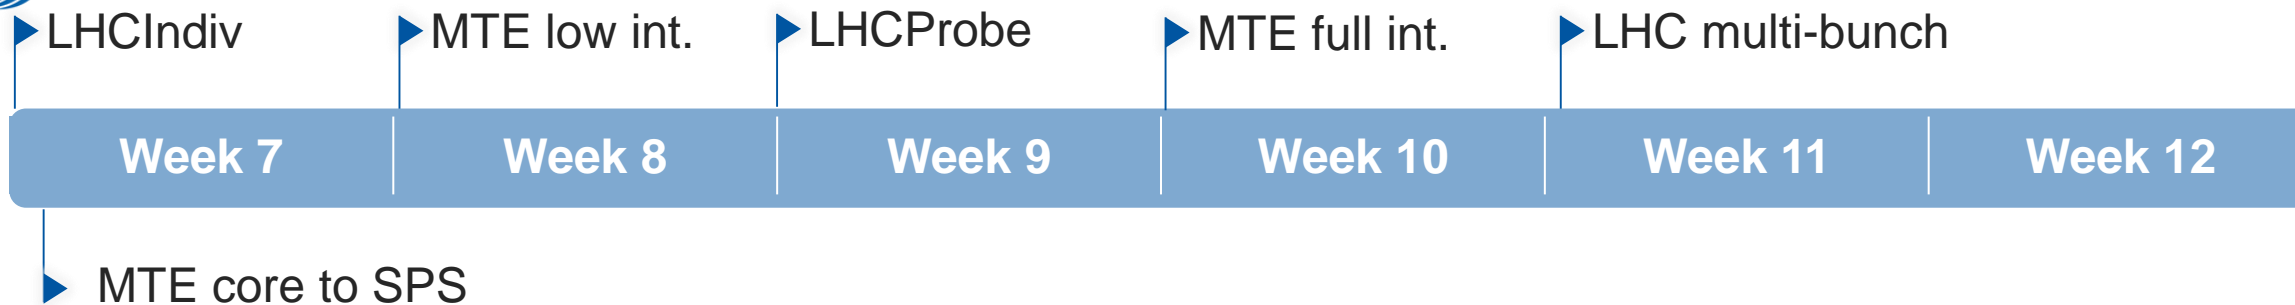 LHCIndiv MTE low int. LHCProbe MTE full int. LHC multi-bunch
Week 7 Week 8 Week 9 Week 10 Week 11 Week 12
MTE core to SPS